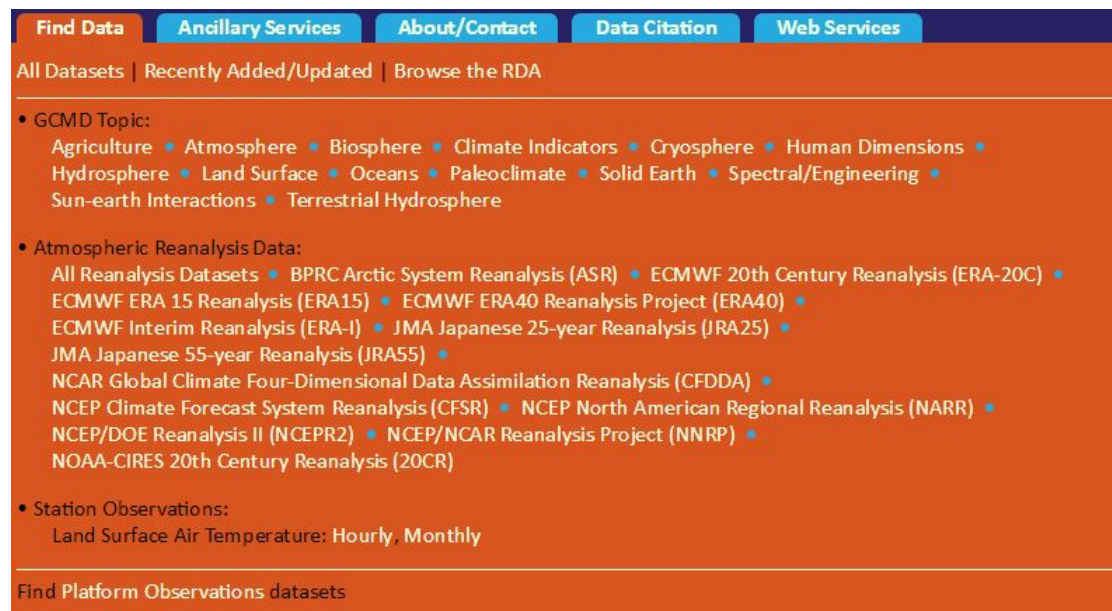 Find Data Ancillary Services About/Contact Data Citation Web Services
All Datasets | Recently Added/Updated | Browse the RDA
• GCMD Topic:
Agriculture • Atmosphere • Biosphere • Climate Indicators • Cryosphere • Human Dimensions •
Hydrosphere • Land Surface • Oceans • Paleoclimate • Solid Earth • Spectral/Engineering •
Sun-earth Interactions • Terrestrial Hydrosphere
• Atmospheric Reanalysis Data:
All Reanalysis Datasets • BPRC Arctic System Reanalysis (ASR) • ECMWF 20th Century Reanalysis (ERA-20C) •
ECMWF ERA 15 Reanalysis (ERA15) • ECMWF ERA40 Reanalysis Project (ERA40) •
ECMWF Interim Reanalysis (ERA-I) • JMA Japanese 25-year Reanalysis (JRA25) •
JMA Japanese 55-year Reanalysis (JRA55) •
NCAR Global Climate Four-Dimensional Data Assimilation Reanalysis (CFDDA) •
NCEP Climate Forecast System Reanalysis (CFSR) • NCEP North American Regional Reanalysis (NARR) •
NCEP/DOE Reanalysis II (NCEPR2) • NCEP/NCAR Reanalysis Project (NNRP) •
NOAA-CIRES 20th Century Reanalysis (20CR)
• Station Observations:
Land Surface Air Temperature: Hourly, Monthly
Find Platform Observations datasets